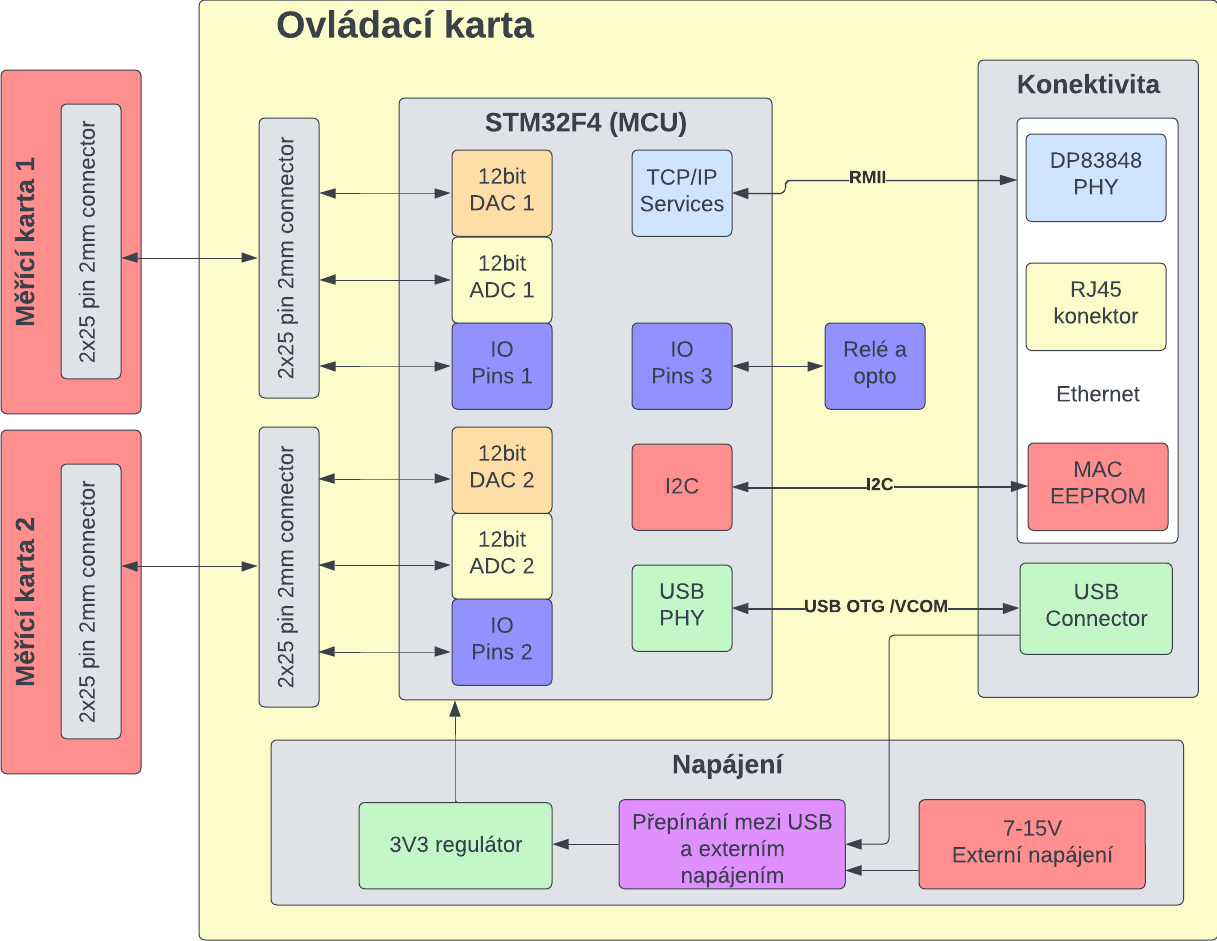 Ovládací karta
Měřící karta 1
2x25 pin 2mm connector
2x25 pin 2mm connector
Měřící karta 2
2x25 pin 2mm connector
2x25 pin 2mm connector
STM32F4 (MCU)
12bit
DAC 1
12bit
ADC 1
IO
Pins 1
12bit
DAC 2
12bit
ADC 2
IO
Pins 2
TCP/IP
Services
IO
Pins 3
I2C
USB
PHY
Relé a
opto
RMII
I2C
USB OTG /VCOM
Konektivita
DP83848
PHY
RJ45
konektor
Ethernet
MAC
EEPROM
USB
Connector
Napájení
3V3 regulátor
Přepínání mezi USB
a externím
napájením
7-15V
Externí napájení